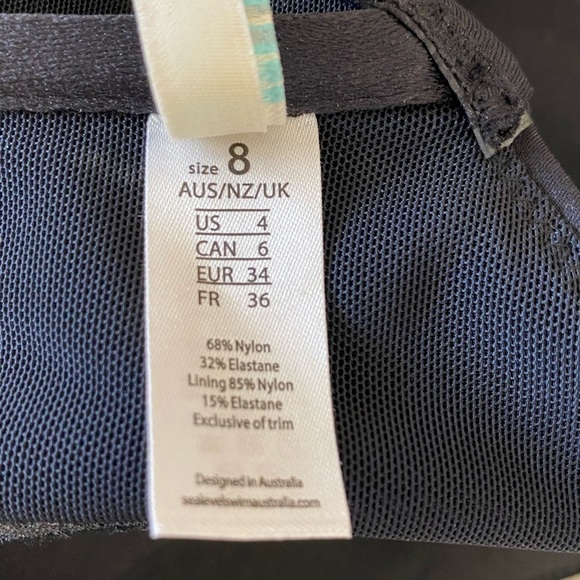 size 8
AUS/NZ/UK
US 4
CAN 6
EUR 34
FR 36
68% Nylon
32% Elastane
Lining 85% Nylon
15% Elastane
Exclusive of trim
Designed in Australia
sealevelswimaustralia.com